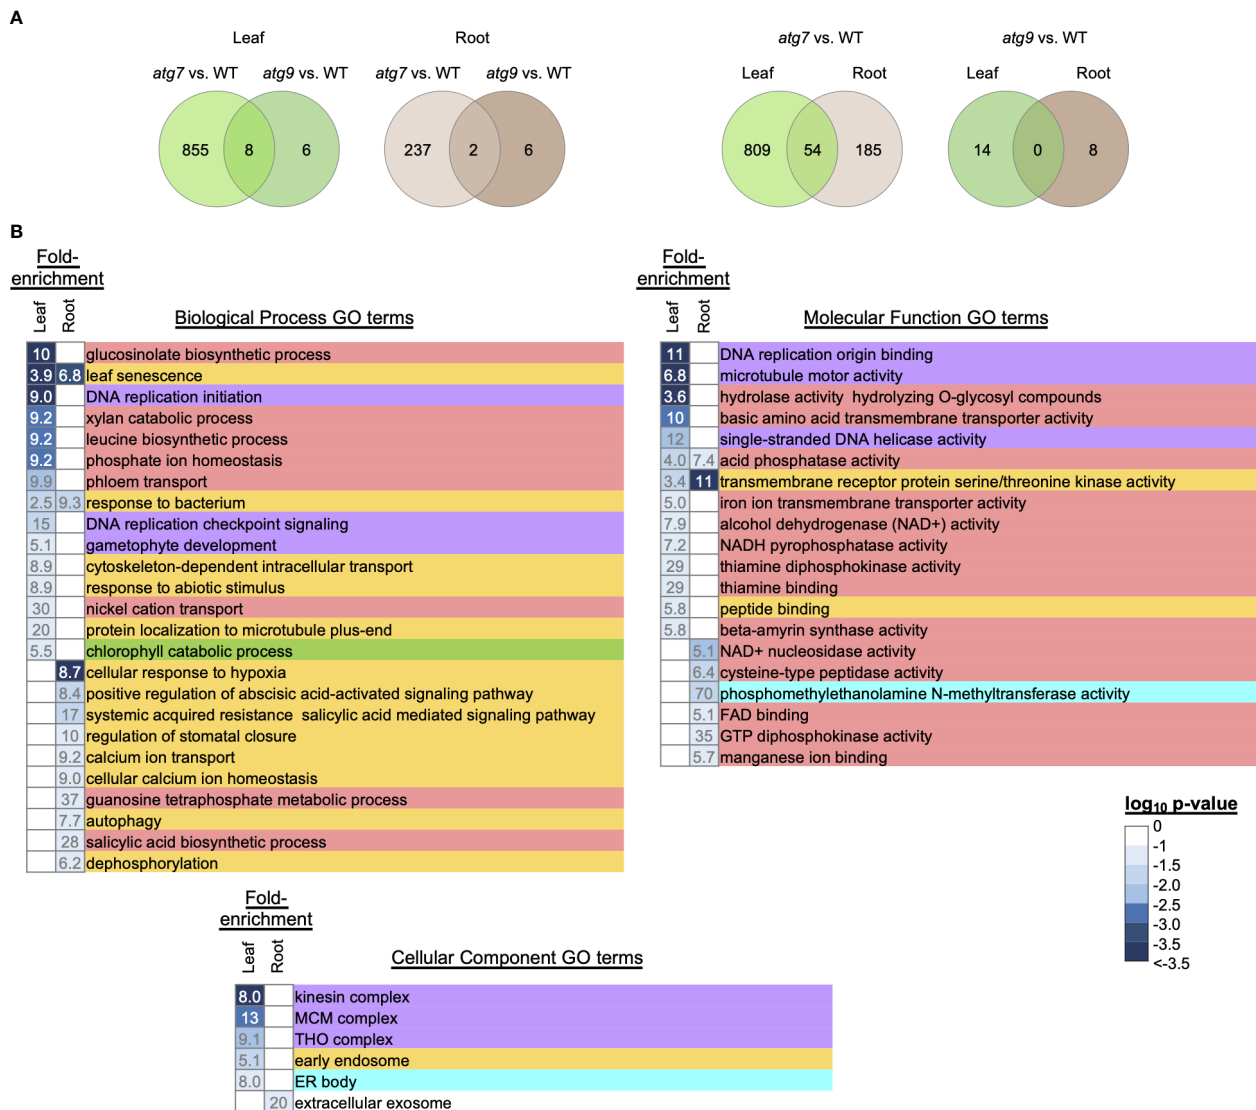 A
Leaf
Root
atg7 vs. WT
atg9 vs. WT
atg7 vs. WT
atg9 vs. WT
atg7 vs. WT
atg9 vs. WT
Leaf
Root
Leaf
Root
855 8 6
237 2 6
809 54 185
14 0 8
B
Fold-
enrichment
Leaf
Root
Biological Process GO terms
10 glucosinolate biosynthetic process
3.9 6.8 leaf senescence
9.0 DNA replication initiation
9.2 xylan catabolic process
9.2 leucine biosynthetic process
9.2 phosphate ion homeostasis
9.9 phloem transport
2.5 9.3 response to bacterium
15 DNA replication checkpoint signaling
5.1 gametophyte development
8.9 cytoskeleton-dependent intracellular transport
8.9 response to abiotic stimulus
30 nickel cation transport
20 protein localization to microtubule plus-end
5.5 chlorophyll catabolic process
8.7 cellular response to hypoxia
8.4 positive regulation of abscisic acid-activated signaling pathway
17 systemic acquired resistance salicylic acid mediated signaling pathway
10 regulation of stomatal closure
9.2 calcium ion transport
9.0 cellular calcium ion homeostasis
37 guanosine tetraphosphate metabolic process
7.7 autophagy
28 salicylic acid biosynthetic process
6.2 dephosphorylation
Fold-
enrichment
Leaf
Root
Molecular Function GO terms
11 DNA replication origin binding
6.8 microtubule motor activity
3.6 hydrolase activity hydrolyzing O-glycosyl compounds
10 basic amino acid transmembrane transporter activity
12 single-stranded DNA helicase activity
4.0 7.4 acid phosphatase activity
3.4 11 transmembrane receptor protein serine/threonine kinase activity
5.0 iron ion transmembrane transporter activity
7.9 alcohol dehydrogenase (NAD+) activity
7.2 NADH pyrophosphatase activity
29 thiamine diphosphokinase activity
29 thiamine binding
5.8 peptide binding
5.8 beta-amyrin synthase activity
5.1 NAD+ nucleosidase activity
6.4 cysteine-type peptidase activity
70 phosphomethylethanolamine N-methyltransferase activity
5.1 FAD binding
35 GTP diphosphokinase activity
5.7 manganese ion binding
log10 p-value
0
-1
-1.5
-2.0
-2.5
-3.0
-3.5
<-3.5
Fold-
enrichment
Leaf
Root
Cellular Component GO terms
8.0 kinesin complex
13 MCM complex
9.1 THO complex
5.1 early endosome
8.0 ER body
20 extracellular exosome